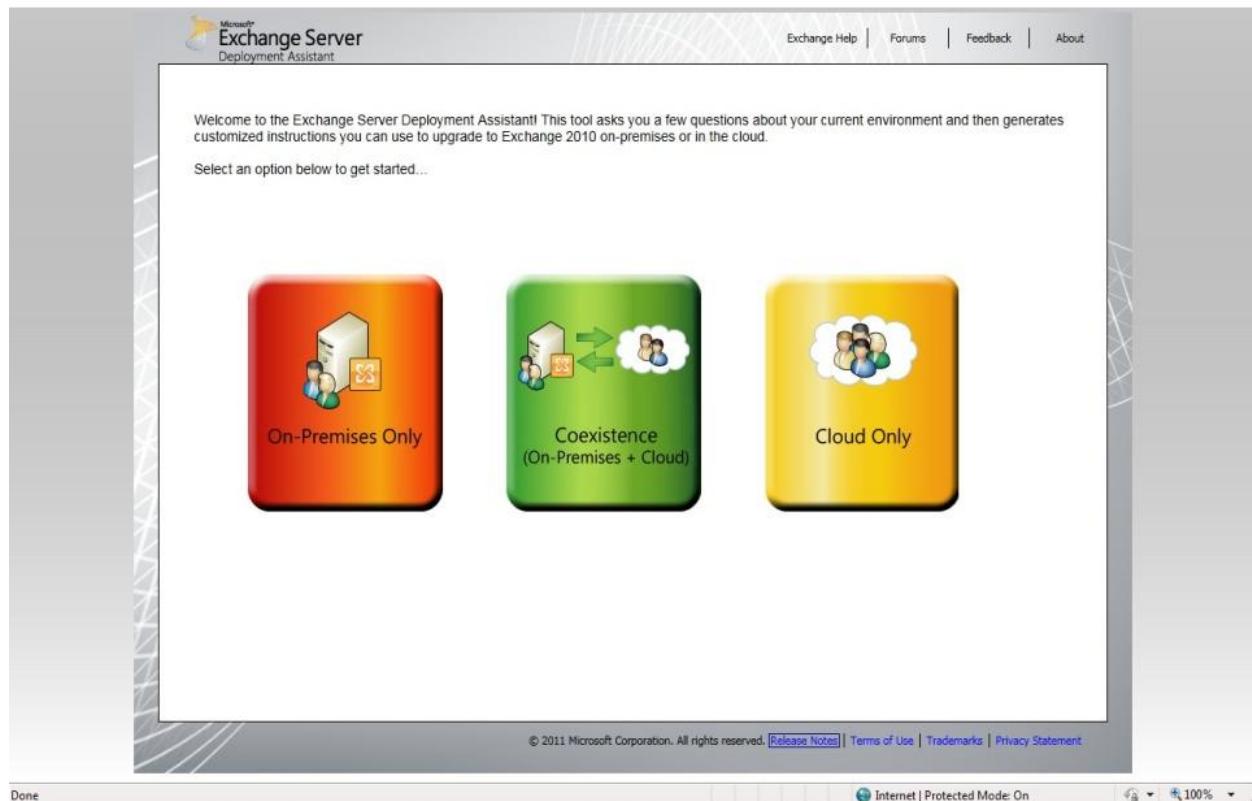 Microsoft®
Exchange Server
Deployment Assistant
Exchange Help | Forums | Feedback | About
Welcome to the Exchange Server Deployment Assistant! This tool asks you a few questions about your current environment and then generates
customized instructions you can use to upgrade to Exchange 2010 on-premises or in the cloud.
Select an option below to get started...
On-Premises Only
Coexistence
(On-Premises + Cloud)
Cloud Only
© 2011 Microsoft Corporation. All rights reserved. Release Notes | Terms of Use | Trademarks | Privacy Statement
Done
Internet | Protected Mode: On
100%